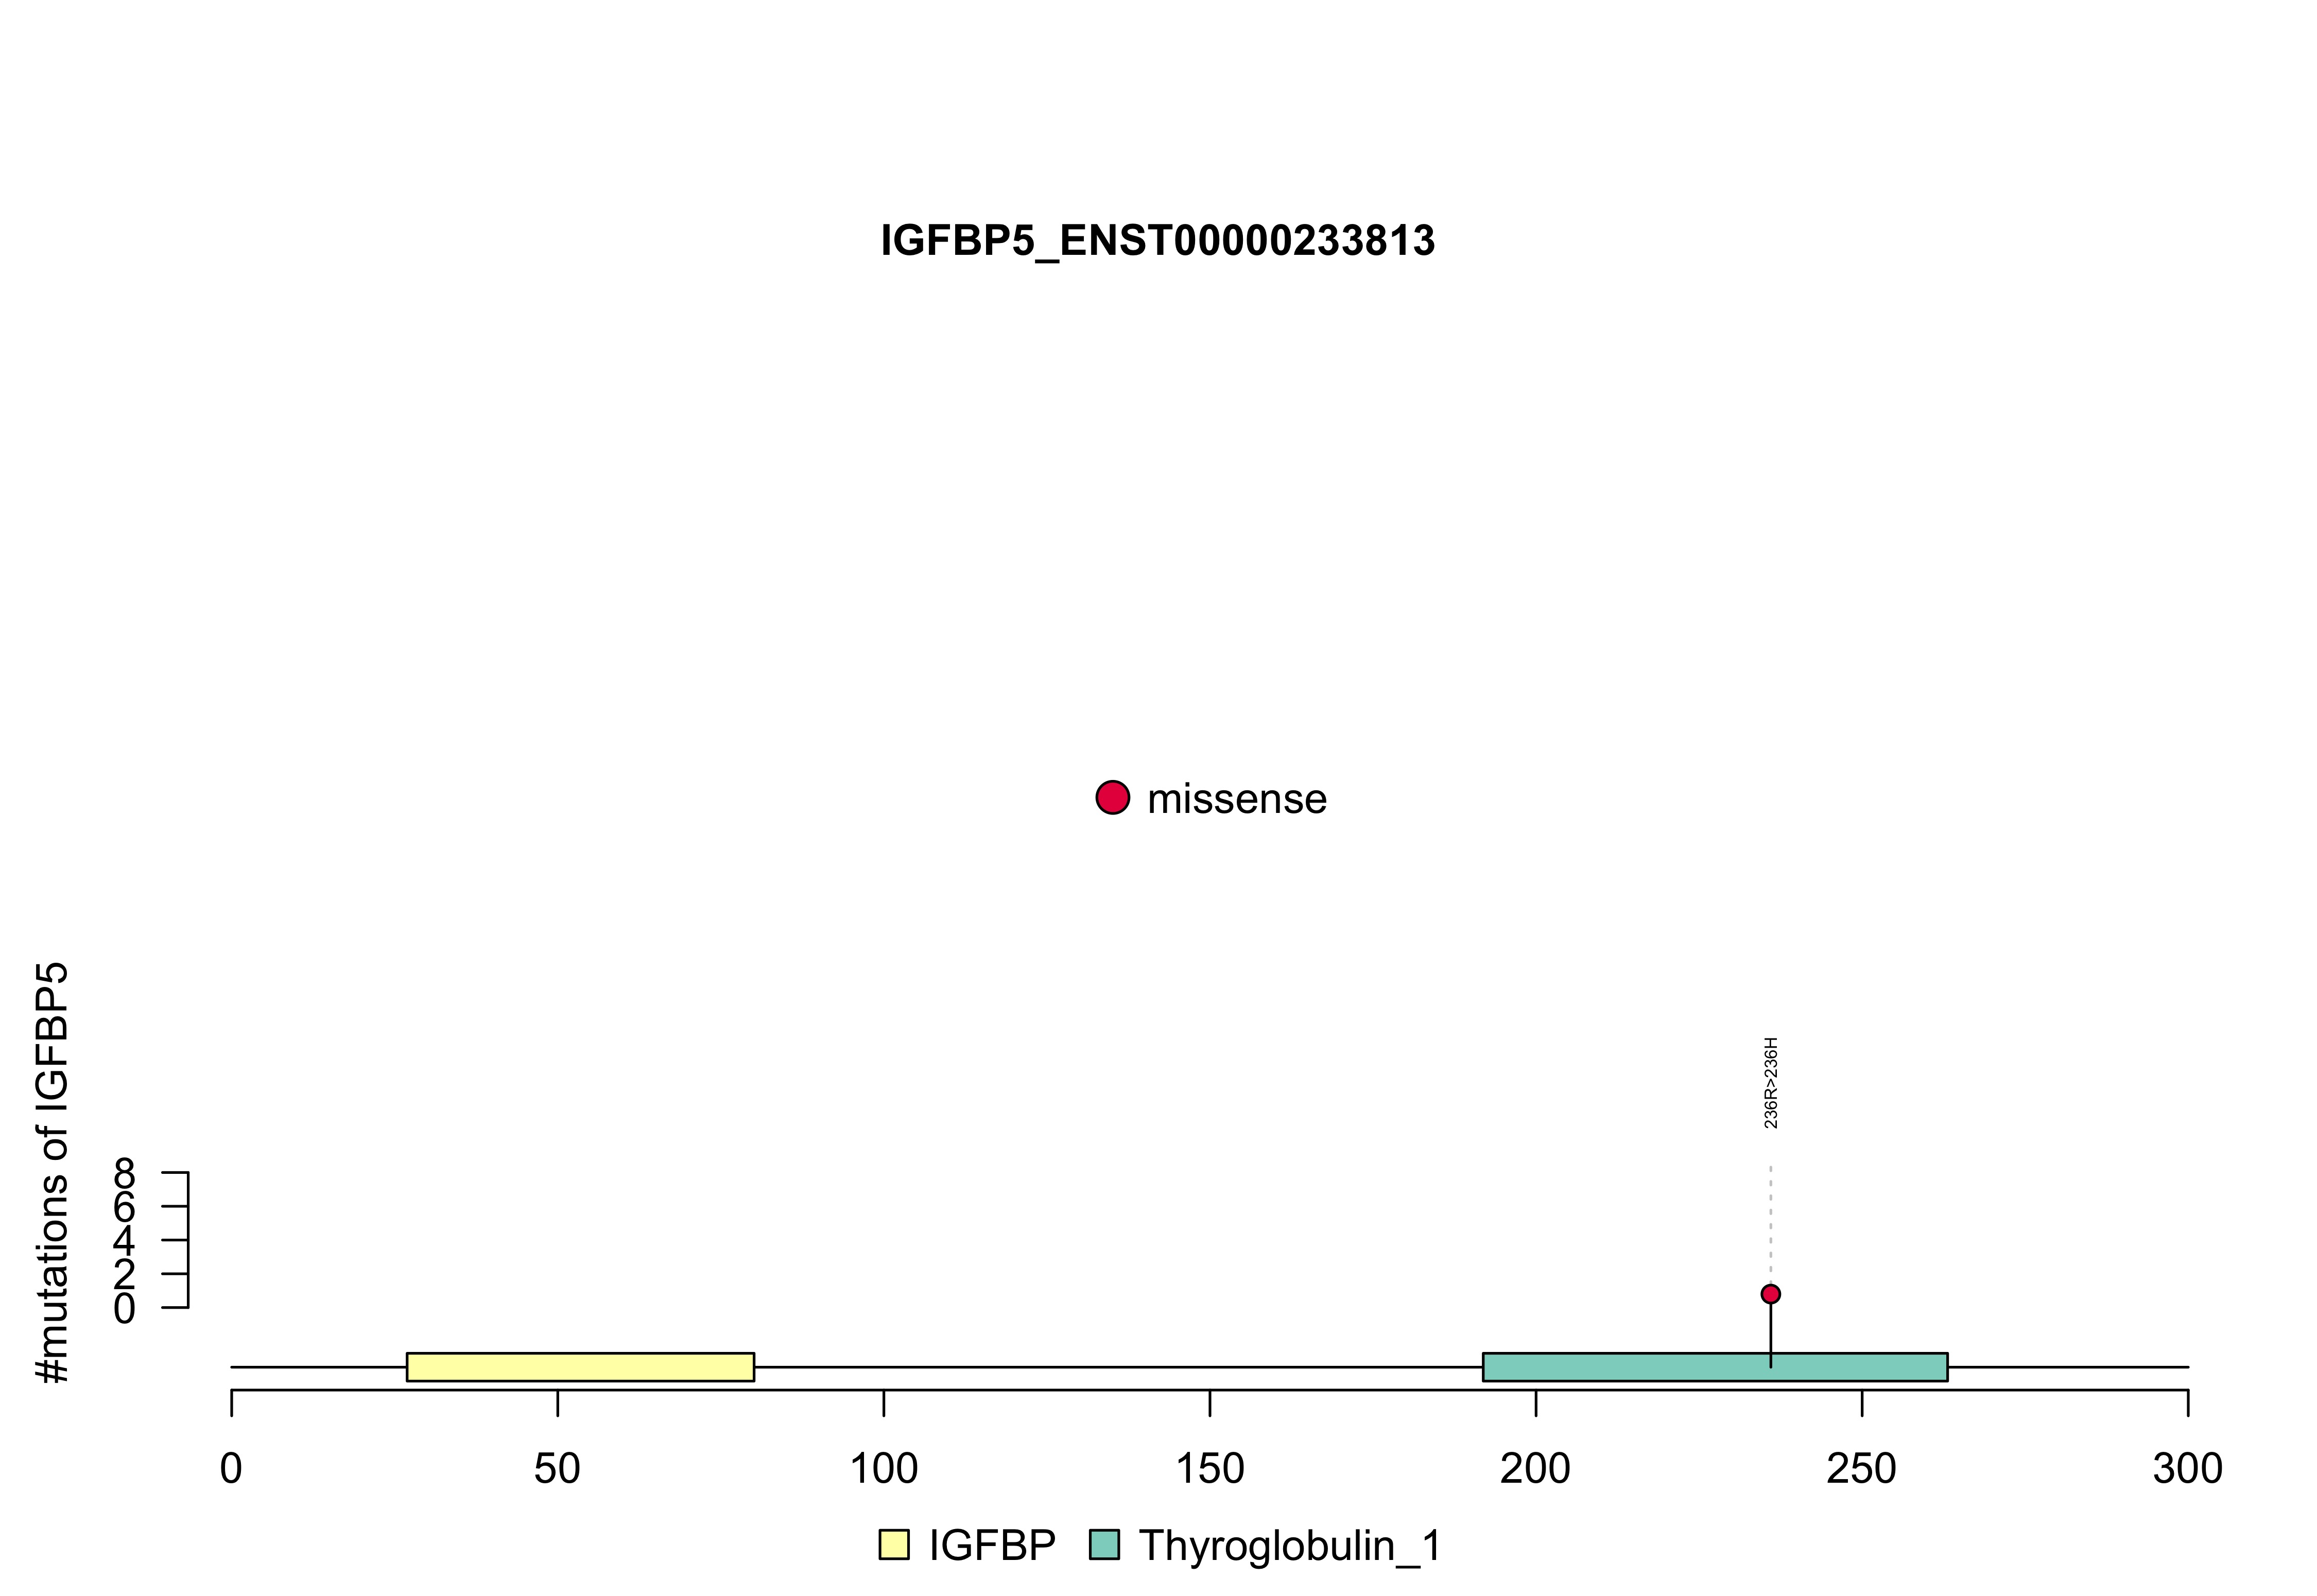 IGFBP5_ENST00000233813
missense
#mutations of IGFBP5
236R>236H
8
6
4
2
0
0 50 100 150 200 250 300
IGFBP Thyroglobulin_1